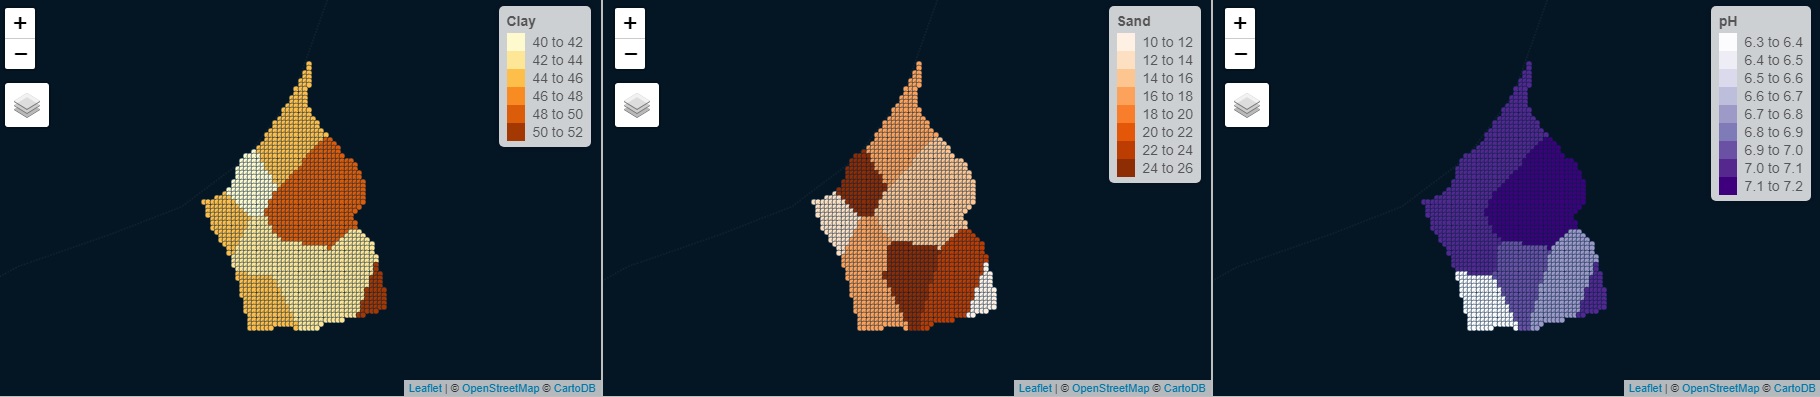 +
−
Clay
40 to 42
42 to 44
44 to 46
46 to 48
48 to 50
50 to 52
Leaflet | © OpenStreetMap © CartoDB
+
−
Sand
10 to 12
12 to 14
14 to 16
16 to 18
18 to 20
20 to 22
22 to 24
24 to 26
Leaflet | © OpenStreetMap © CartoDB
+
−
pH
6.3 to 6.4
6.4 to 6.5
6.5 to 6.6
6.6 to 6.7
6.7 to 6.8
6.8 to 6.9
6.9 to 7.0
7.0 to 7.1
7.1 to 7.2
Leaflet | © OpenStreetMap © CartoDB